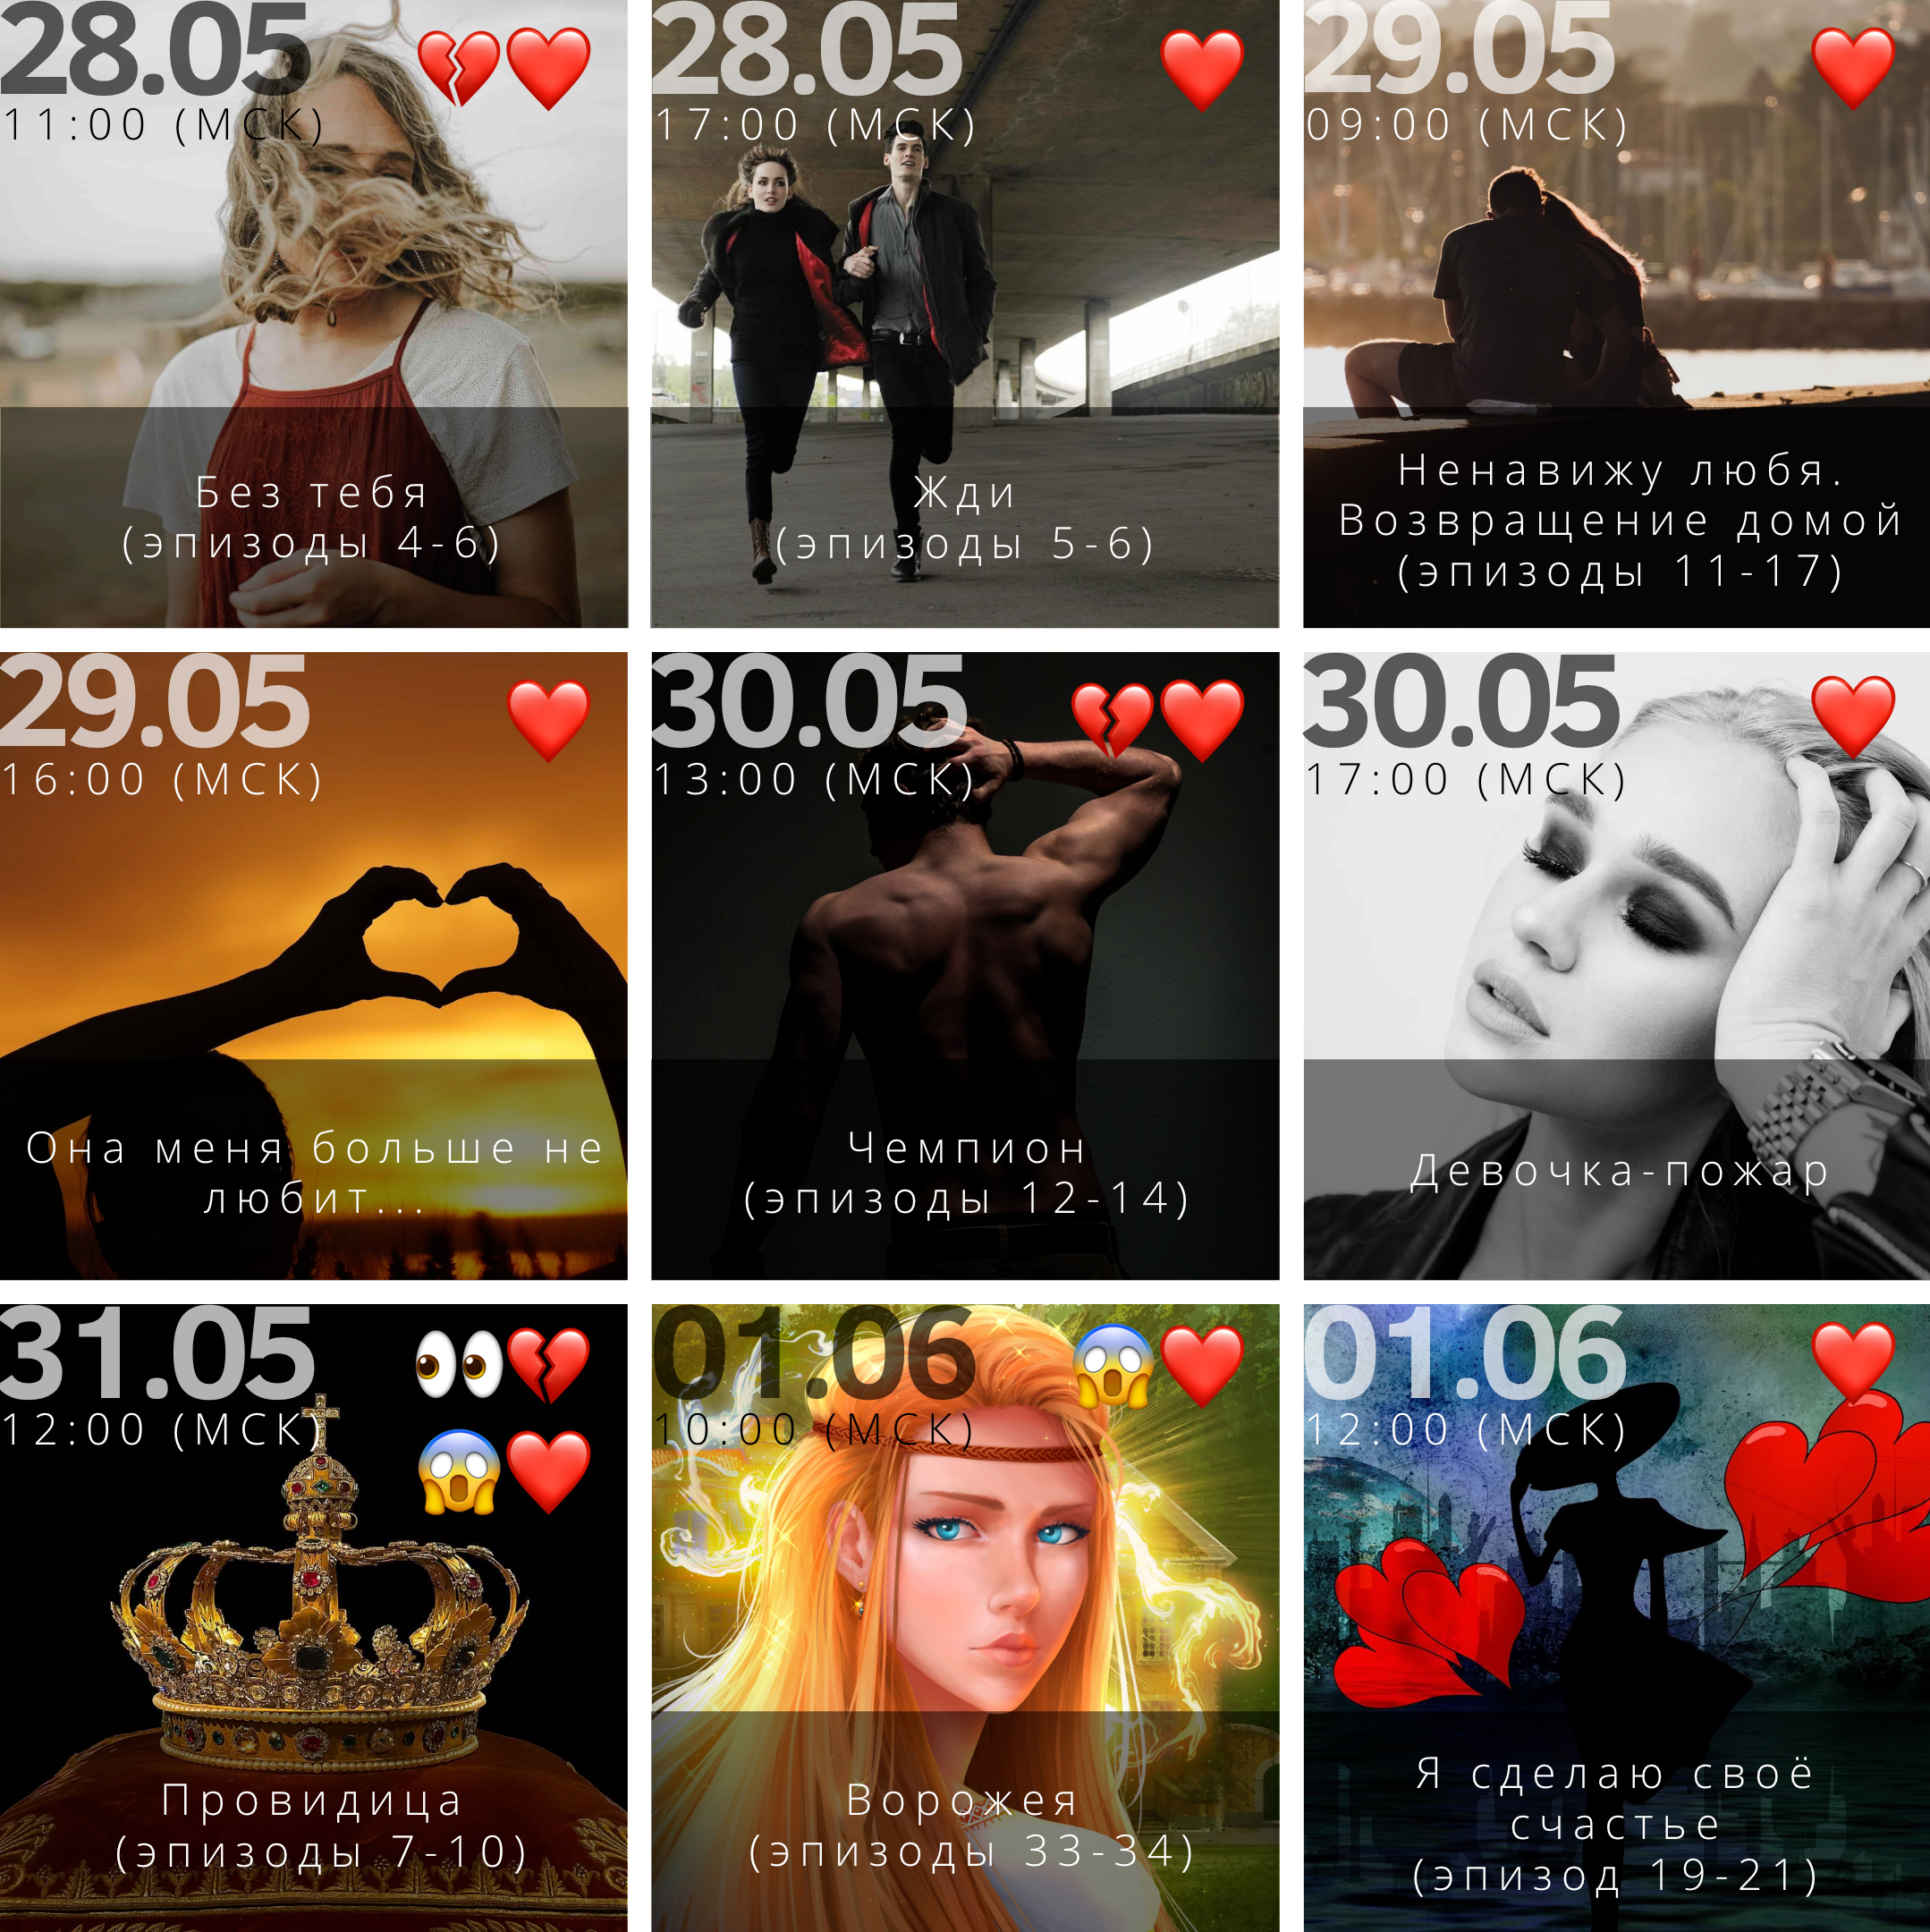 28.05
11:00 (МСК)
Без тебя
(эпизоды 4-6)
28.05
17:00 (МСК)
Жди
(эпизоды 5-6)
29.05
09:00 (МСК)
Ненавижу любя.
Возвращение домой
(эпизоды 11-17)
29.05
16:00 (МСК)
Она меня больше не
любит...
30.05
13:00 (МСК)
Чемпион
(эпизоды 12-14)
30.05
17:00 (МСК)
Девочка-пожар
31.05
12:00 (МСК)
Провидица
(эпизоды 7-10)
01.06
10:00 (МСК)
Ворожея
(эпизоды 33-34)
01.06
12:00 (МСК)
Я сделаю своё
счастье
(эпизод 19-21)